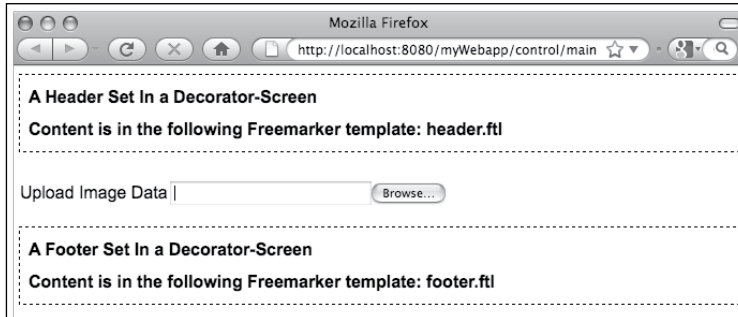 Mozilla Firefox
http://localhost:8080/myWebapp/control/main
A Header Set In a Decorator-Screen
Content is in the following Freemarker template: header.ftl
Upload Image Data Browse...
A Footer Set In a Decorator-Screen
Content is in the following Freemarker template: footer.ftl